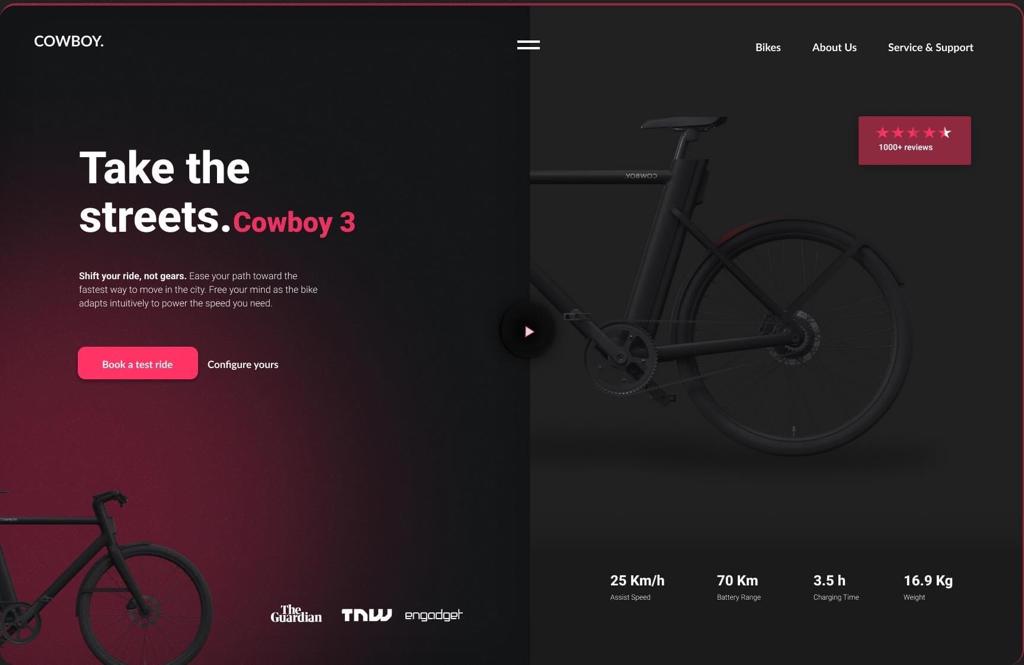 COWBOY.
Bikes
About Us
Service & Support
1000+ reviews
COWBOY
Take the
streets. Cowboy 3
Shift your ride, not gears. Ease your path toward the
fastest way to move in the city. Free your mind as the bike
adapts intuitively to power the speed you need.
Book a test ride
Configure yours
The
Guardian
TNW
engadget
25 Km/h
Assist Speed
70 Km
Battery Range
3.5 h
Charging Time
16.9 Kg
Weight